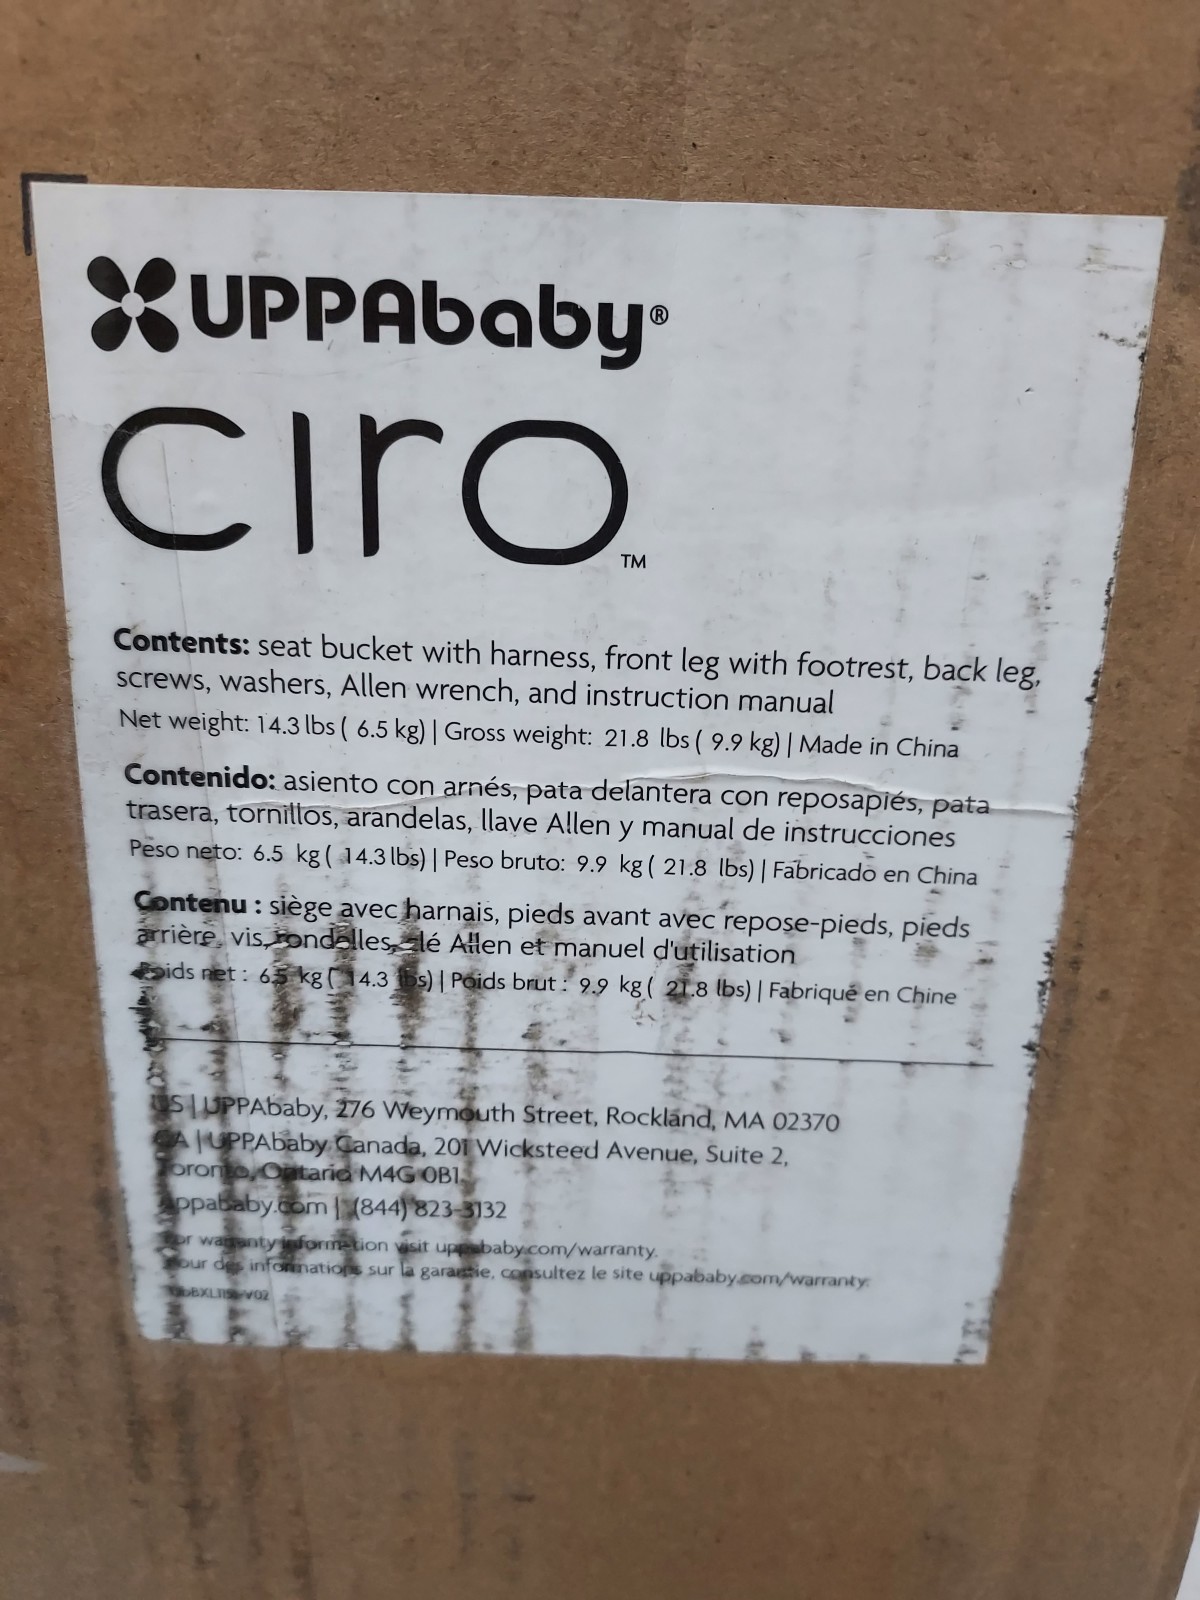 UPPAbaby®
ciro™
Contents: seat bucket with harness, front leg with footrest, back leg,
screws, washers, Allen wrench, and instruction manual
Net weight: 14.3 lbs ( 6.5 kg) | Gross weight: 21.8 lbs ( 9.9 kg) | Made in China
Contenido: asiento con arnés, pata delantera con reposapiés, pata
trasera, tornillos, arandelas, llave Allen y manual de instrucciones
Peso neto: 6.5 kg ( 14.3 lbs) | Peso bruto: 9.9 kg ( 21.8 lbs) | Fabricado en China
Contenu : siège avec harnais, pieds avant avec repose-pieds, pieds
arrière, vis, rondelles, clé Allen et manuel d'utilisation
Poids net : 6.5 kg ( 14.3 lbs) | Poids brut : 9.9 kg ( 21.8 lbs) | Fabriqué en Chine
US | UPPAbaby, 276 Weymouth Street, Rockland, MA 02370
CA | UPPAbaby Canada, 201 Wicksteed Avenue, Suite 2,
Toronto, Ontario M4G 0B1
uppababy.com | (844) 823-3132
For warranty information visit uppababy.com/warranty.
Pour des informations sur la garantie, consultez le site uppababy.com/warranty.